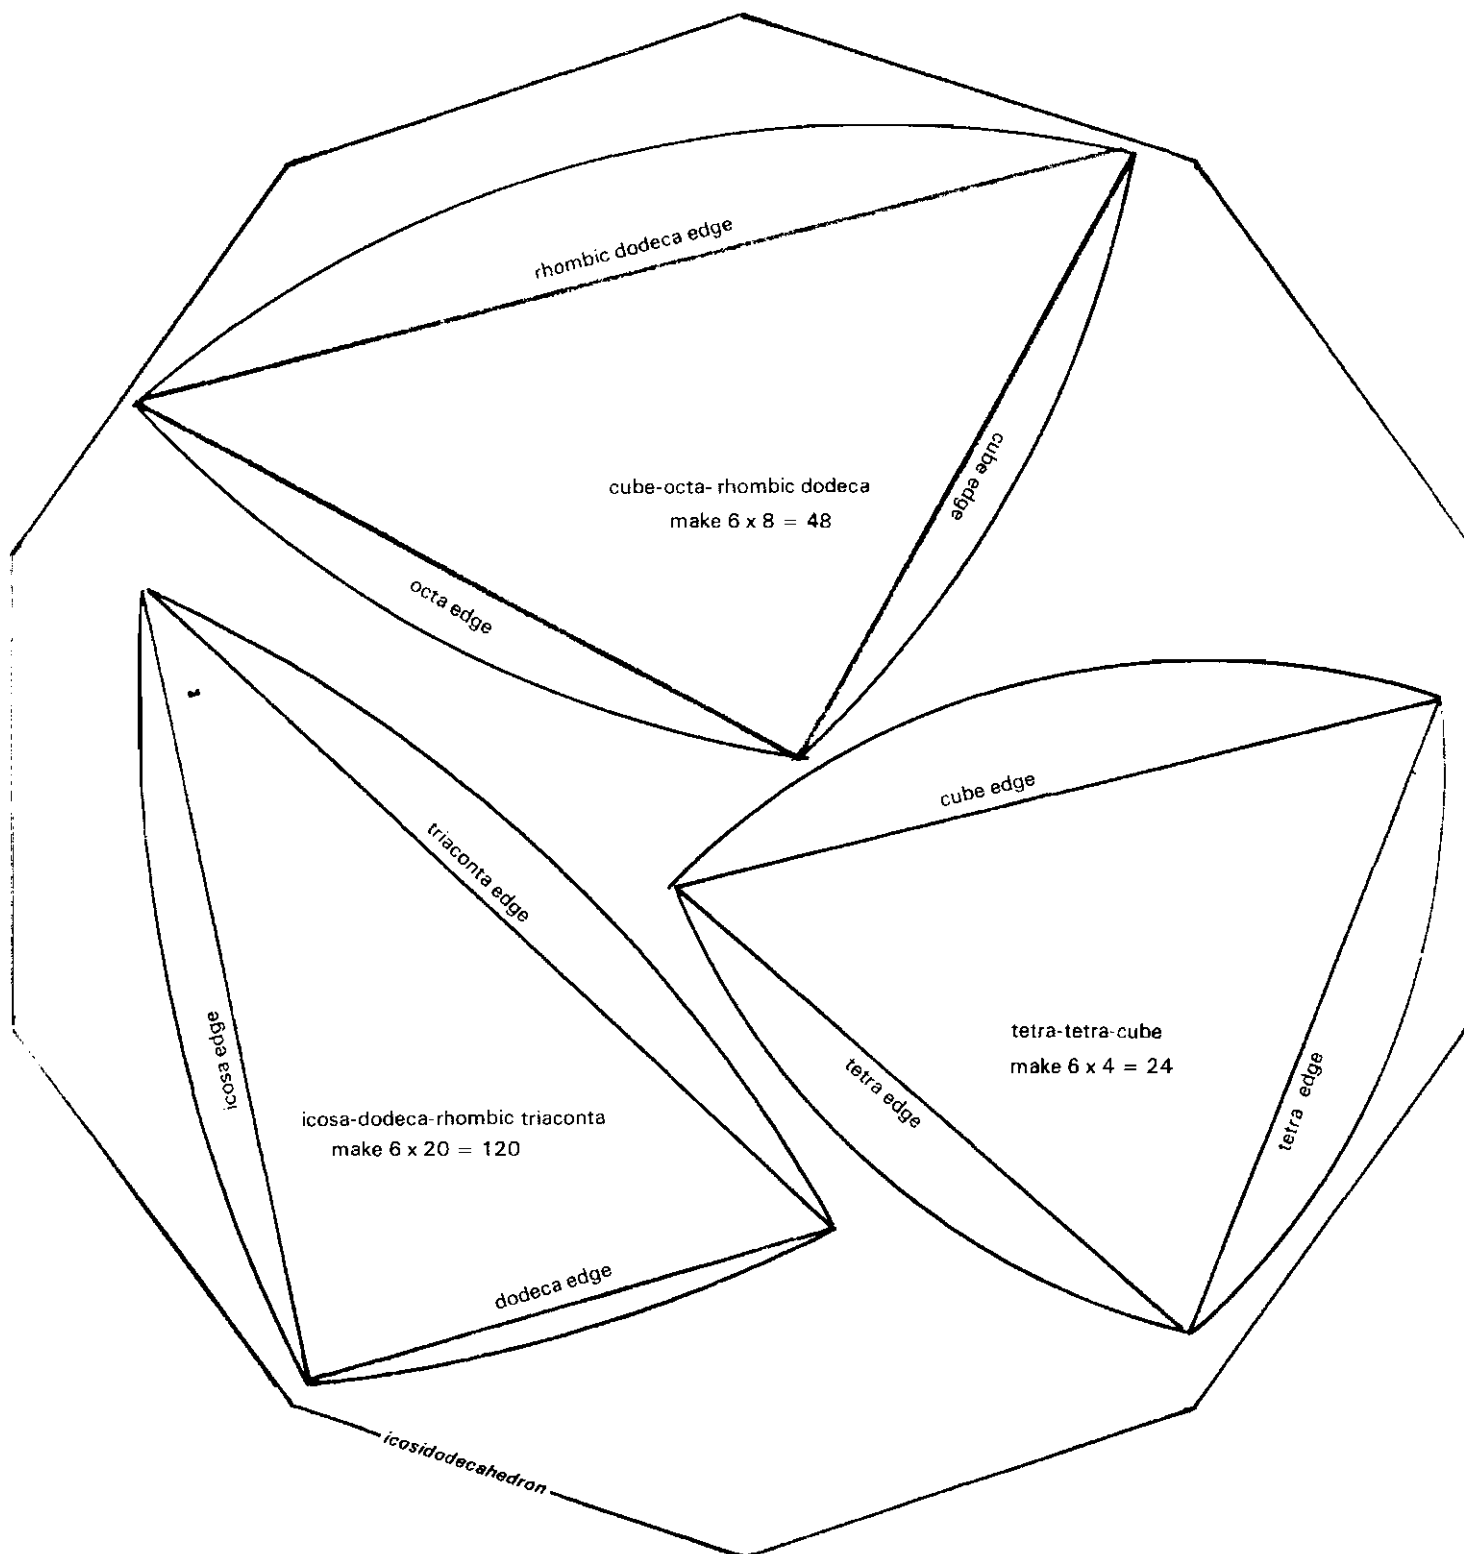 rhombic dodeca edge
cube edge
cube-octa- rhombic dodeca
make 6 x 8 = 48
octa edge
cube edge
triaconta edge
icosa edge
tetra-tetra-cube
make 6 x 4 = 24
tetra edge
tetra edge
icosa-dodeca-rhombic triaconta
make 6 x 20 = 120
dodeca edge
icosidodecahedron